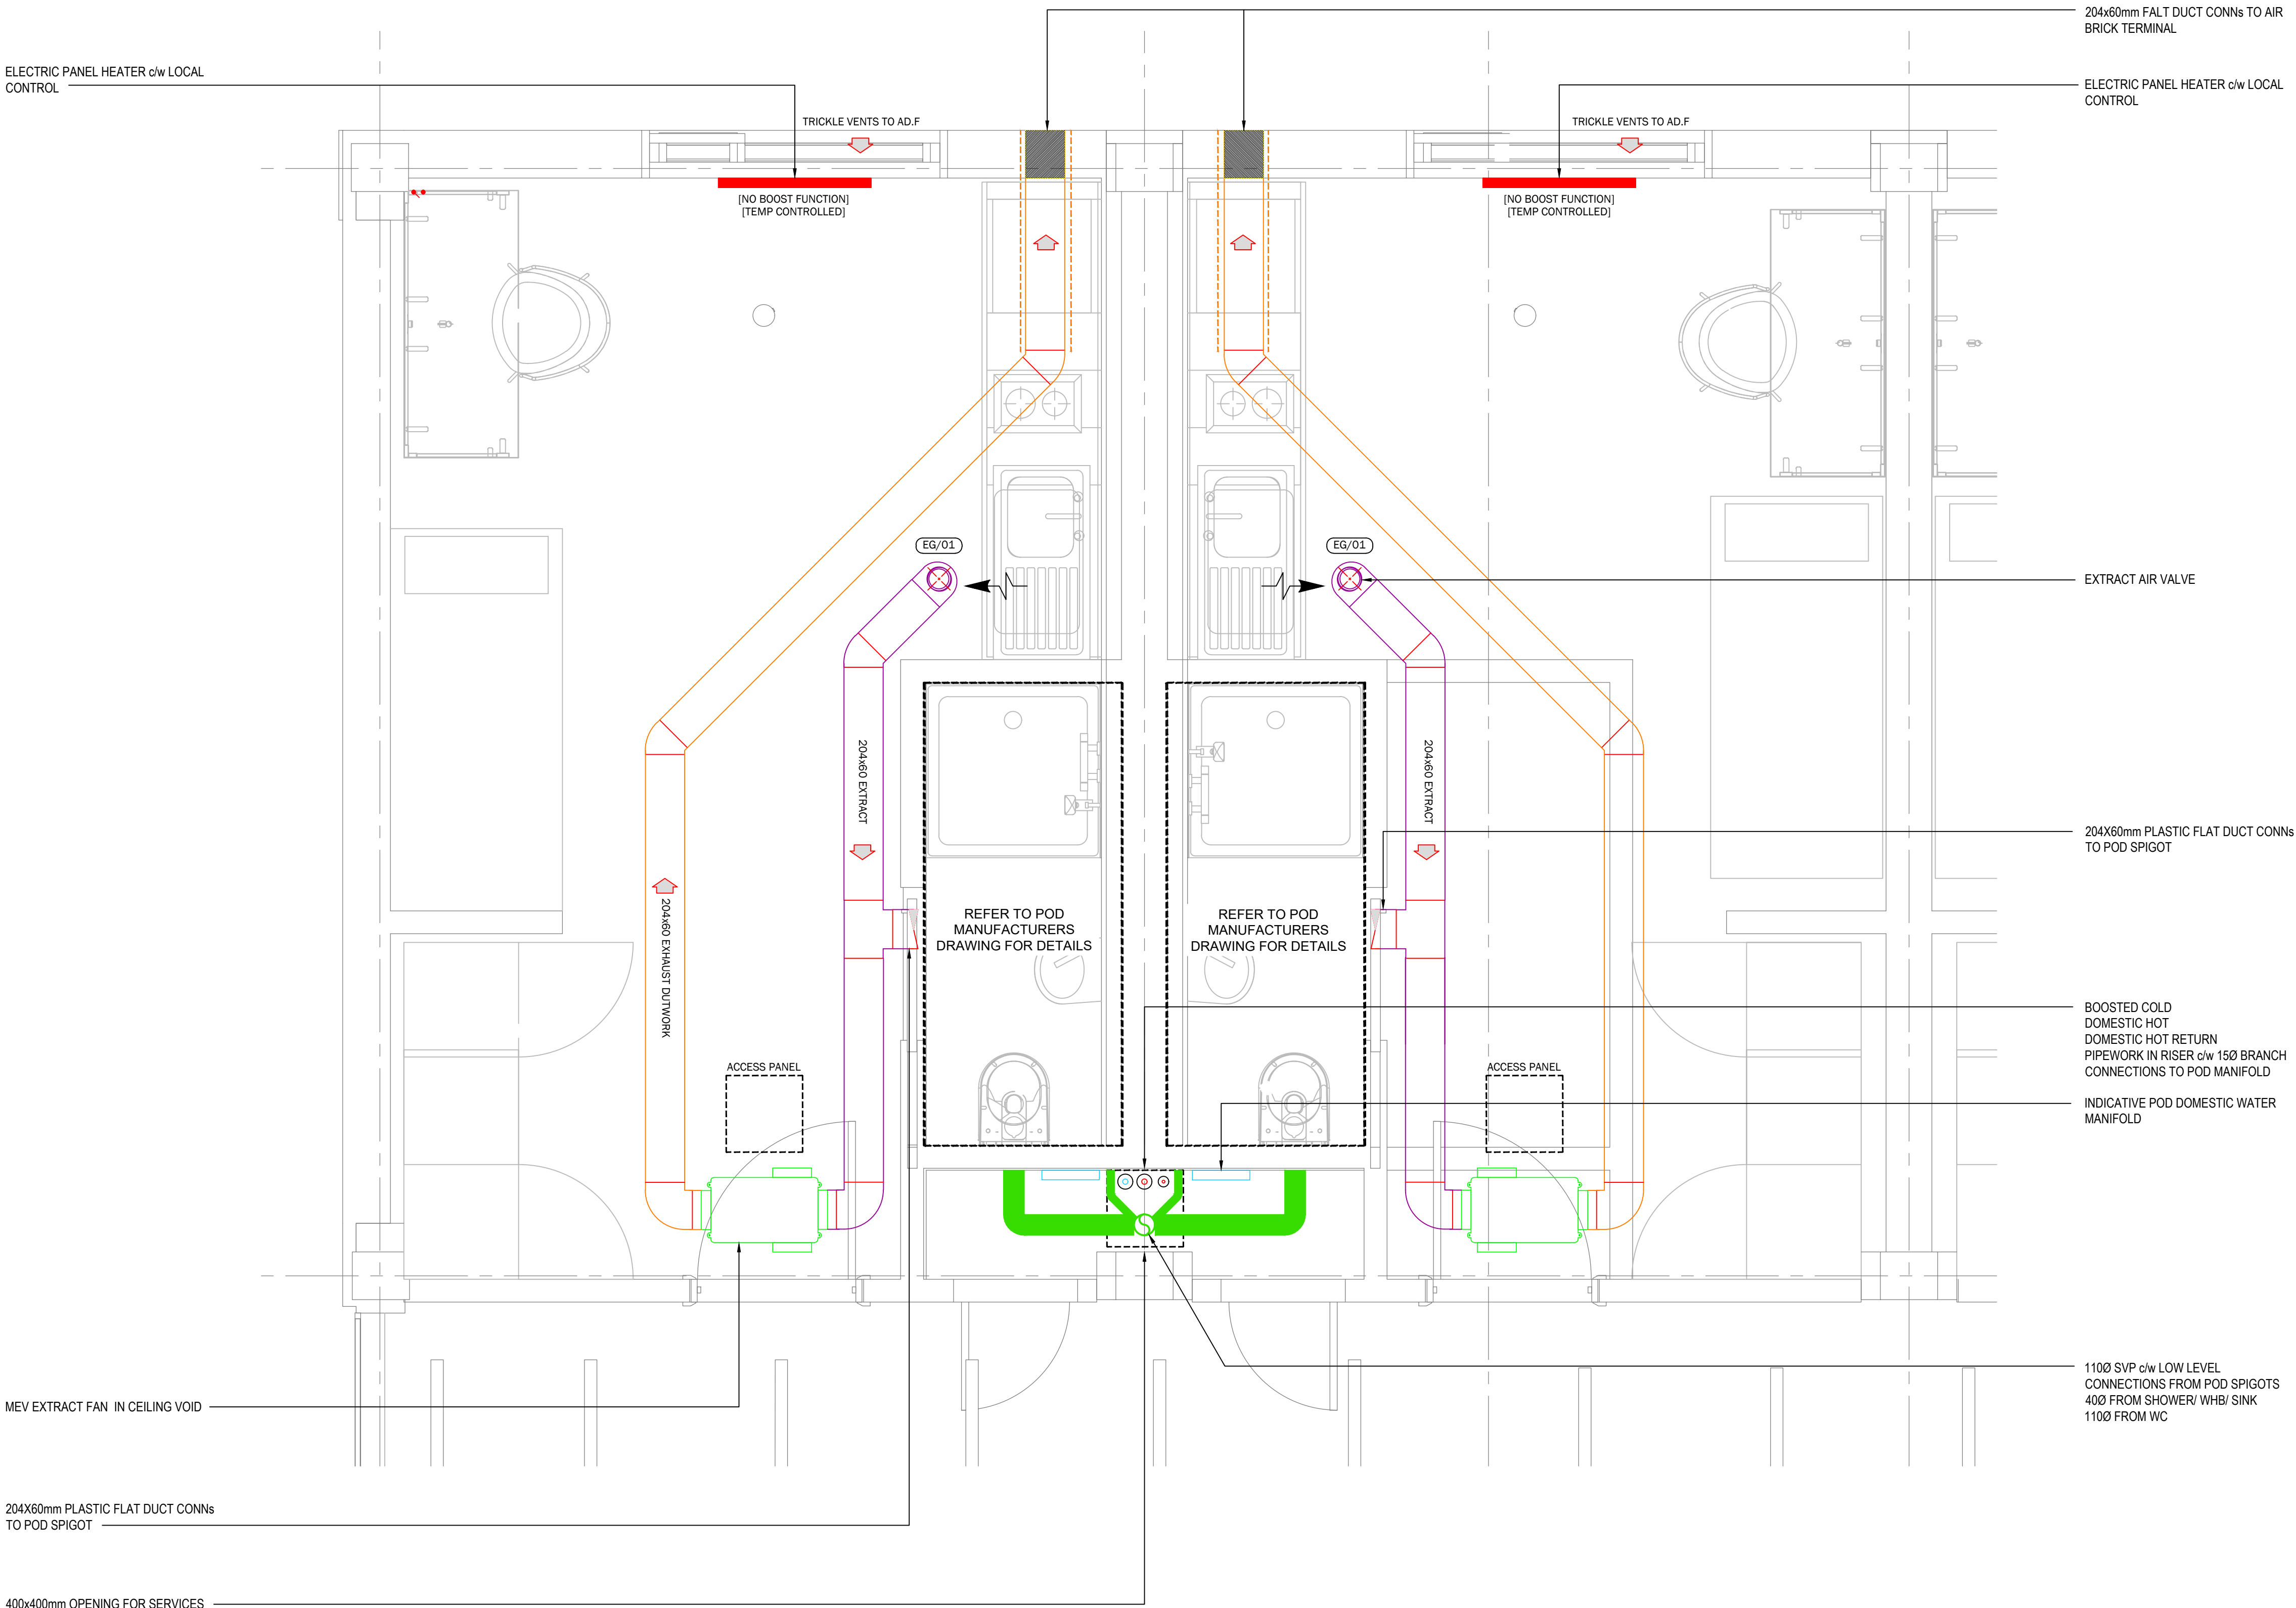 204x60mm FALT DUCT CONNs TO AIR
BRICK TERMINAL
ELECTRIC PANEL HEATER c/w LOCAL
CONTROL
ELECTRIC PANEL HEATER c/w LOCAL
CONTROL
TRICKLE VENTS TO AD.F
TRICKLE VENTS TO AD.F
[NO BOOST FUNCTION]
[TEMP CONTROLLED]
[NO BOOST FUNCTION]
[TEMP CONTROLLED]
EG/01
EG/01
EXTRACT AIR VALVE
204x60 EXTRACT
204x60 EXTRACT
204X60mm PLASTIC FLAT DUCT CONNs
TO POD SPIGOT
204x60 EXHAUST DUTWORK
REFER TO POD
MANUFACTURERS
DRAWING FOR DETAILS
REFER TO POD
MANUFACTURERS
DRAWING FOR DETAILS
BOOSTED COLD
DOMESTIC HOT
DOMESTIC HOT RETURN
PIPEWORK IN RISER c/w 15Ø BRANCH
CONNECTIONS TO POD MANIFOLD
ACCESS PANEL
ACCESS PANEL
INDICATIVE POD DOMESTIC WATER
MANIFOLD
110Ø SVP c/w LOW LEVEL
CONNECTIONS FROM POD SPIGOTS
40Ø FROM SHOWER/ WHB/ SINK
110Ø FROM WC
MEV EXTRACT FAN IN CEILING VOID
204X60mm PLASTIC FLAT DUCT CONNs
TO POD SPIGOT
400x400mm OPENING FOR SERVICES